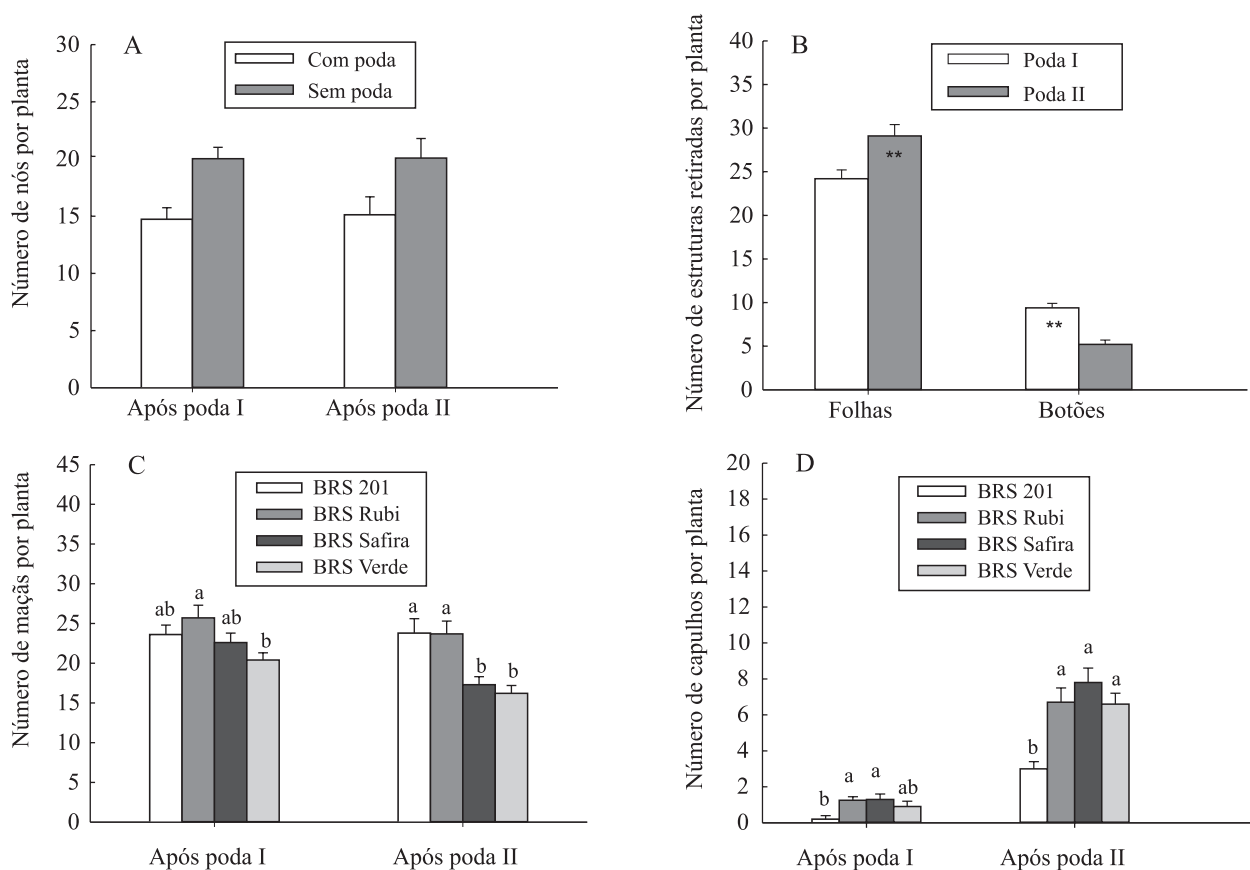 A
Número de nós por planta
30
25
20
15
10
5
0
Com poda
Sem poda
Após poda I
Após poda II
B
Número de estruturas retiradas por planta
40
35
30
25
20
15
10
5
0
Poda I
Poda II
**
**
Folhas
Botões
C
Número de maçãs por planta
45
40
35
30
25
20
15
10
5
0
BRS 201
BRS Rubi
BRS Safira
BRS Verde
ab
a
ab
b
a
a
b
b
Após poda I
Após poda II
D
Número de capulhos por planta
20
18
16
14
12
10
8
6
4
2
0
BRS 201
BRS Rubi
BRS Safira
BRS Verde
b
a
a
ab
b
a
a
a
Após poda I
Após poda II